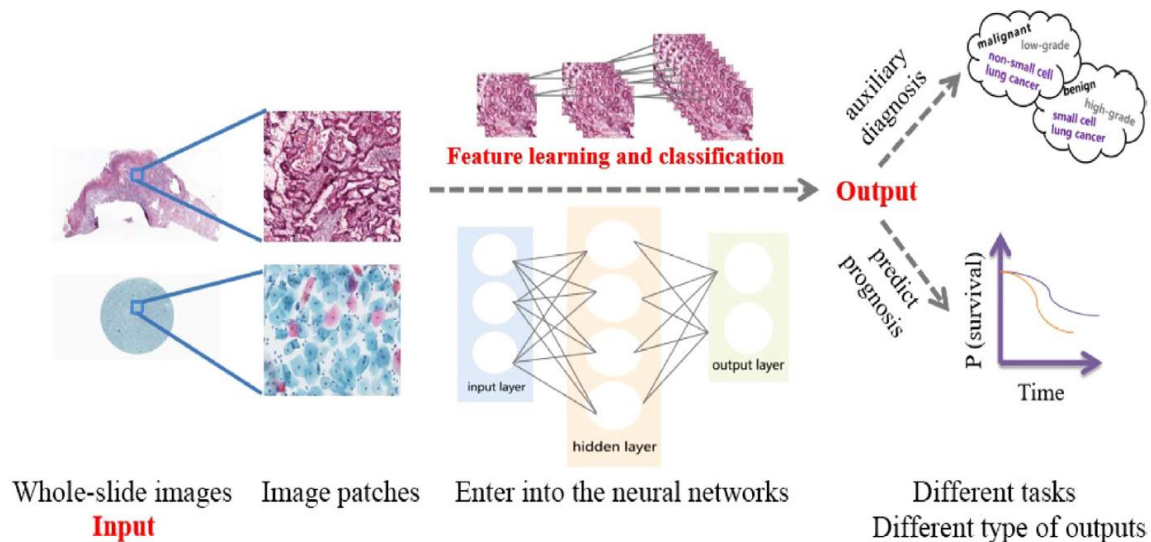 malignant
low-grade
non-small cell
lung cancer
benign
high-grade
small cell
lung cancer
auxiliary
diagnosis
Feature learning and classification
Output
predict
prognosis
P (survival)
Time
input layer
hidden layer
output layer
Whole-slide images
Input
Image patches
Enter into the neural networks
Different tasks
Different type of outputs